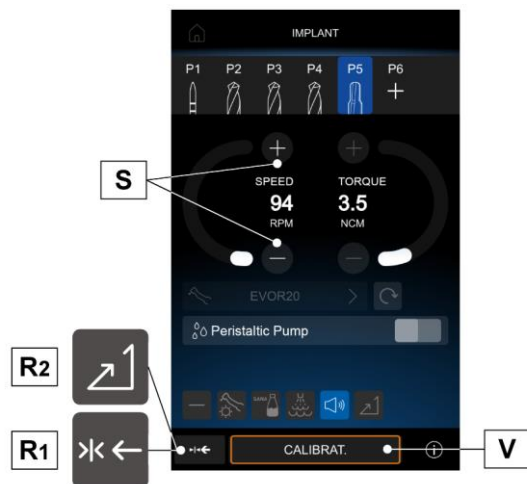 IMPLANT
P1 P2 P3 P4 P5 P6
S
SPEED TORQUE
94 3.5
RPM NCM
EVOR20
Peristaltic Pump
R2
R1
CALIBRAT.
V